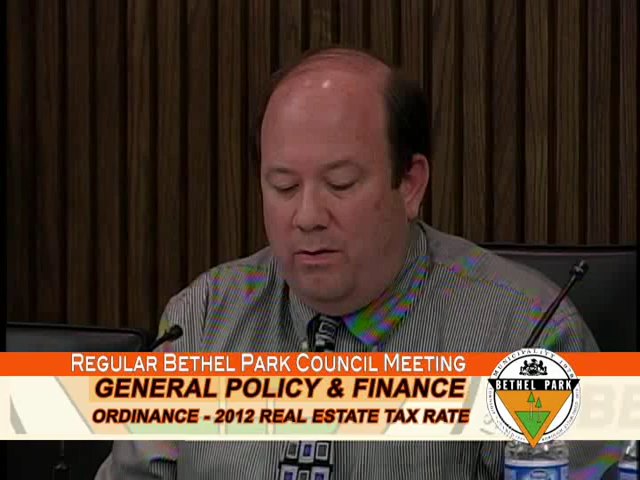 REGULAR BETHEL PARK COUNCIL MEETING
GENERAL POLICY & FINANCE
ORDINANCE - 2012 REAL ESTATE TAX RATE
BETHEL PARK